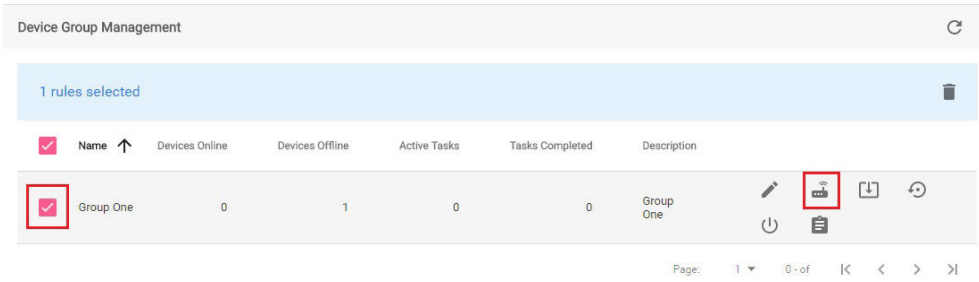 Device Group Management
1 rules selected
Name Devices Online Devices Offline Active Tasks Tasks Completed Description
Group One 0 1 0 0 Group
One
Page: 1 0 - of